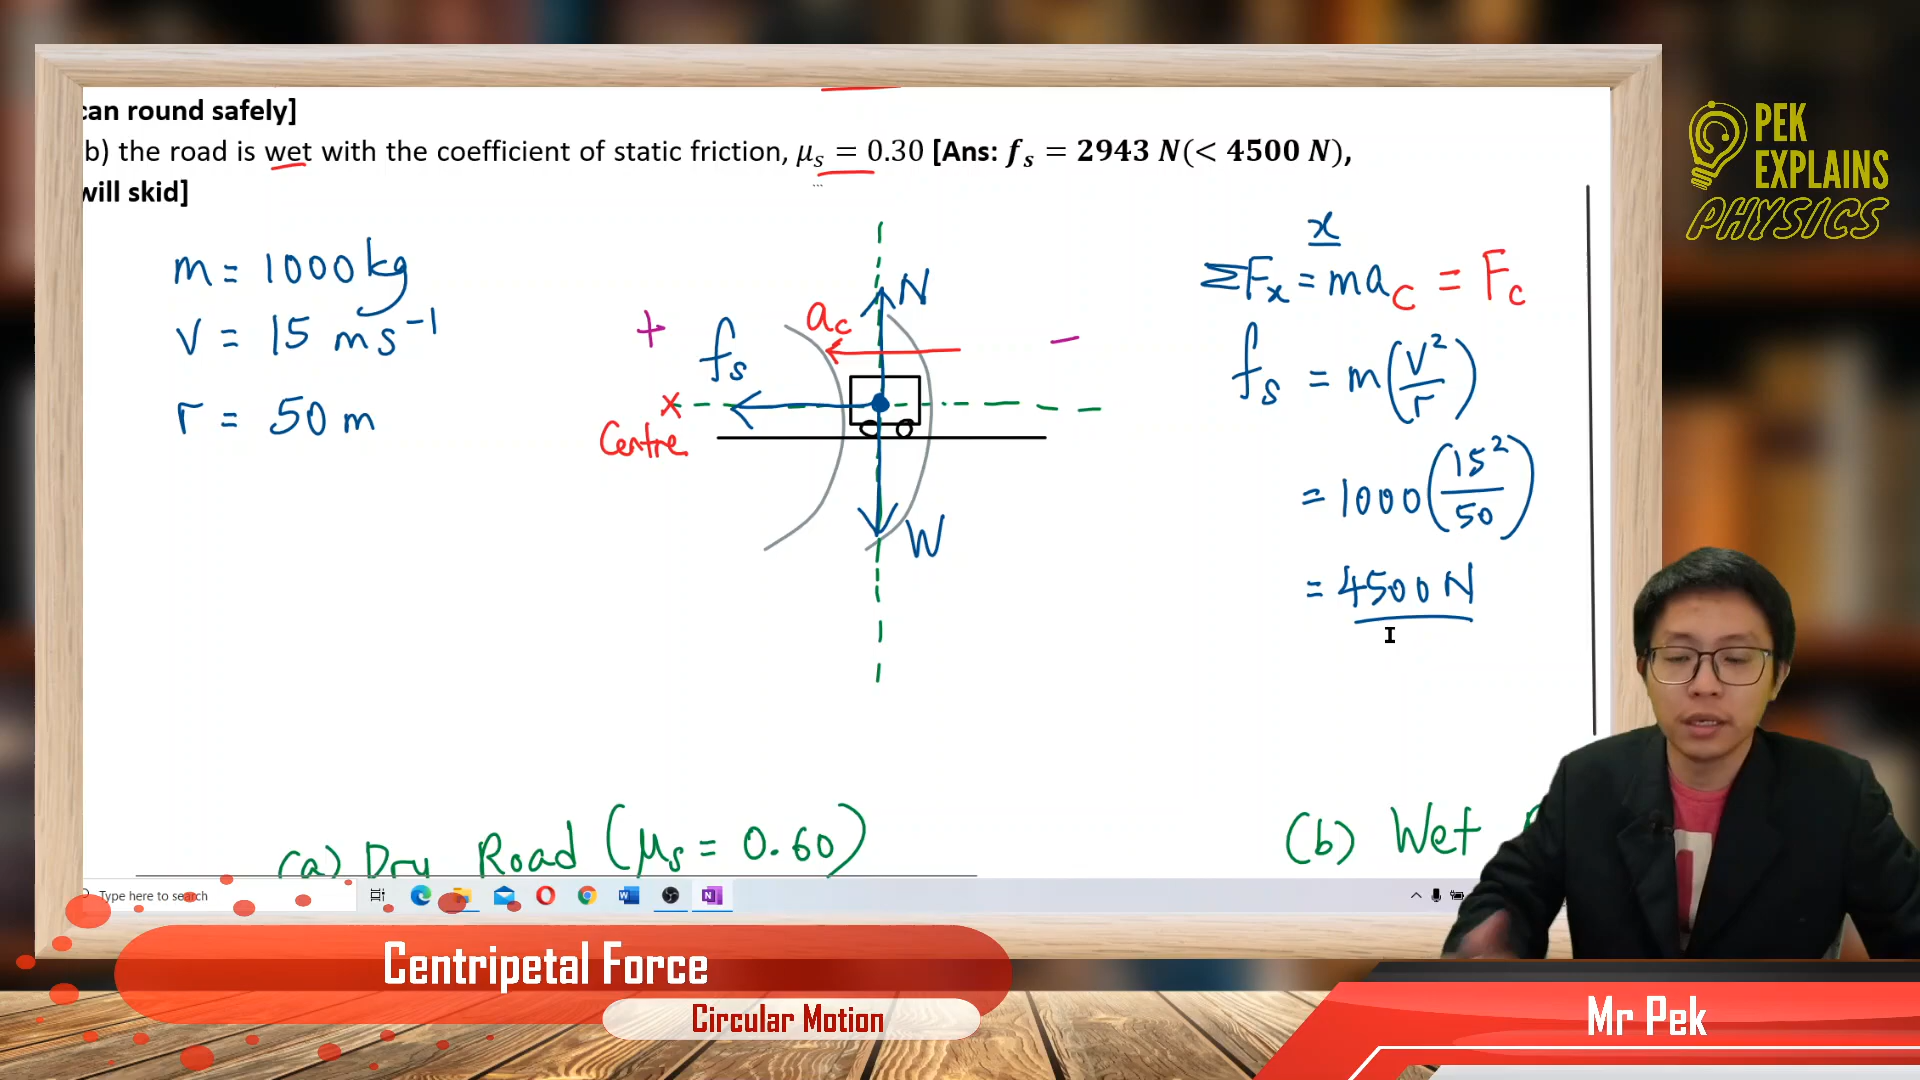 can round safely]
b) the road is wet with the coefficient of static friction, μₛ = 0.30 [Ans: fₛ = 2943 N(< 4500 N),
will skid]
m = 1000 kg
v = 15 ms⁻¹
r = 50 m
+
fₛ
ac
N
−
x
Centre
W
x
ΣFₓ = mac = Fc
fₛ = m(v²/r)
= 1000(15²/50)
= 4500 N
(a) Dry Road (μₛ = 0.60)
(b) Wet
Type here to search
PEK
EXPLAINS
PHYSICS
Centripetal Force
Circular Motion
Mr Pek